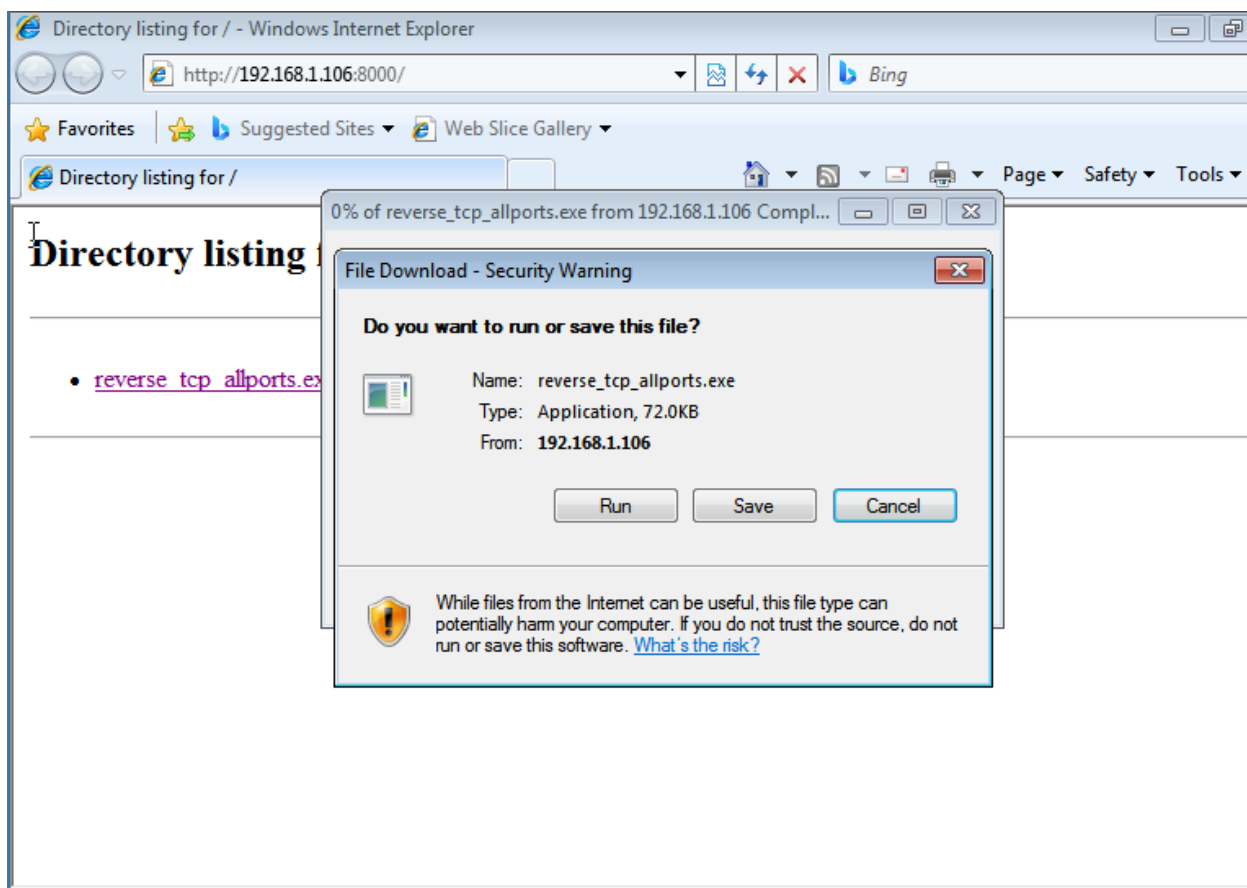 Directory listing for / - Windows Internet Explorer
http://192.168.1.106:8000/
Bing
Favorites
Suggested Sites
Web Slice Gallery
Directory listing for /
Page
Safety
Tools
0% of reverse_tcp_allports.exe from 192.168.1.106 Compl...
Directory listing
File Download - Security Warning
Do you want to run or save this file?
reverse_tcp_allports.ex
Name: reverse_tcp_allports.exe
Type: Application, 72.0KB
From: 192.168.1.106
Run
Save
Cancel
While files from the Internet can be useful, this file type can
potentially harm your computer. If you do not trust the source, do not
run or save this software. What's the risk?